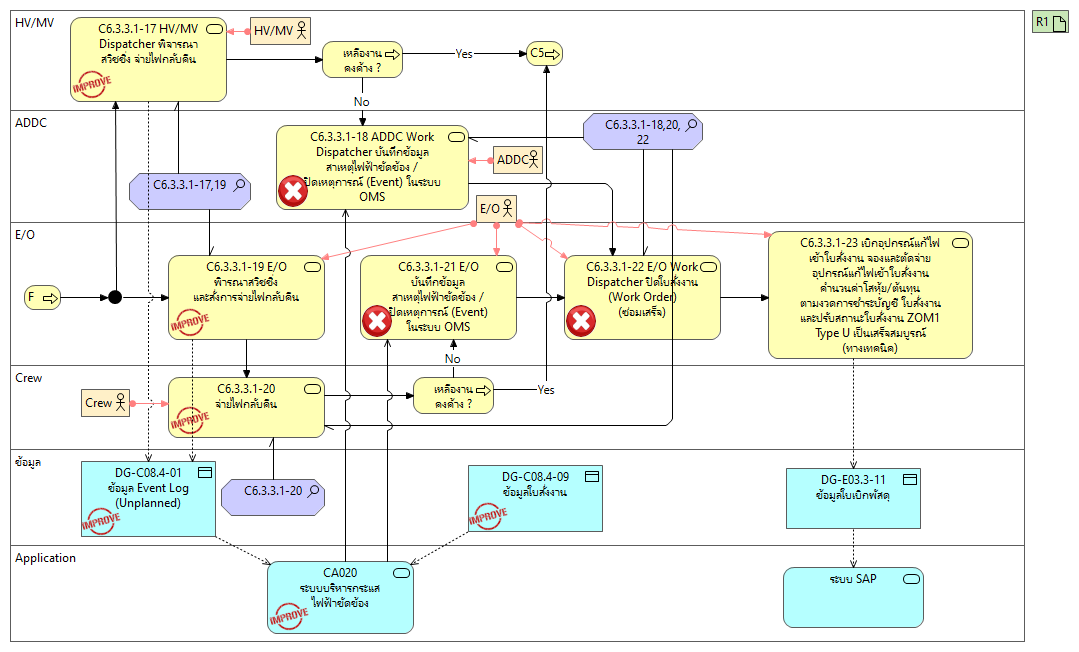 HV/MV
C6.3.3.1-17 HV/MV
Dispatcher พิจารณา
สวิชชิ่ง จ่ายไฟกลับคืน
IMPROVE
HV/MV
เหลืองาน
คงค้าง ?
Yes
C5
R1
No
ADDC
C6.3.3.1-18 ADDC Work
Dispatcher บันทึกข้อมูล
สาเหตุไฟฟ้าขัดข้อง /
ปิดเหตุการณ์ (Event) ในระบบ
OMS
C6.3.3.1-18,20,
22
ADDC
C6.3.3.1-17,19
E/O
E/O
F
C6.3.3.1-19 E/O
พิารณาสวิชชิ่ง
และสั่งการจ่ายไฟกลับคืน
IMPROVE
C6.3.3.1-21 E/O
บันทึกข้อมูล
สาเหตุไฟฟ้าขัดข้อง /
ปิดเหตุการณ์ (Event)
ในระบบ OMS
C6.3.3.1-22 E/O Work
Dispatcher ปิดใบสั่งงาน
(Work Order)
(ซ่อมเสร็จ)
C6.3.3.1-23 เบิกอุปกรณ์แก้ไฟ
เข้าใบสั่งงาน จองและตัดจ่าย
อุปกรณ์แก้ไฟเข้าใบสั่งงาน
คำนวนค่าโสหุ้ย/ต้นทุน
ตามงวดการชำระบัญชี ใบสั่งงาน
และปรับสถานะใบสั่งงาน ZOM1
Type U เป็นเสร็จสมบูรณ์
(ทางเทคนิค)
No
Crew
Crew
C6.3.3.1-20
จ่ายไฟกลับคืน
IMPROVE
เหลืองาน
คงค้าง ?
Yes
ข้อมูล
DG-C08.4-01
ข้อมูล Event Log
(Unplanned)
IMPROVE
C6.3.3.1-20
DG-C08.4-09
ข้อมูลใบสั่งงาน
IMPROVE
DG-E03.3-11
ข้อมูลใบเบิกพัสดุ
Application
CA020
ระบบบริหารกระแส
ไฟฟ้าขัดข้อง
IMPROVE
ระบบ SAP